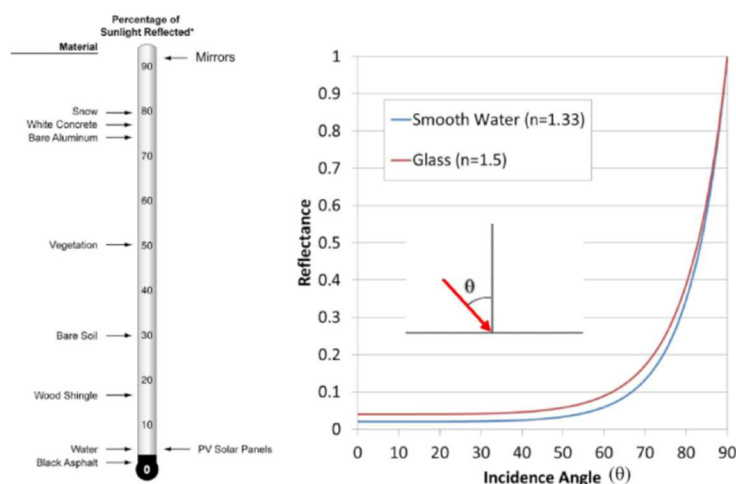 Percentage of
Sunlight Reflected*
Material
90
Mirrors
Snow
80
White Concrete
Bare Aluminum
70
60
Vegetation
50
40
Bare Soil
30
20
Wood Shingle
10
Water
PV Solar Panels
Black Asphalt
0
1
0.9
0.8
0.7
0.6
0.5
0.4
0.3
0.2
0.1
0
Reflectance
Smooth Water (n=1.33)
Glass (n=1.5)
θ
0 10 20 30 40 50 60 70 80 90
Incidence Angle (θ)